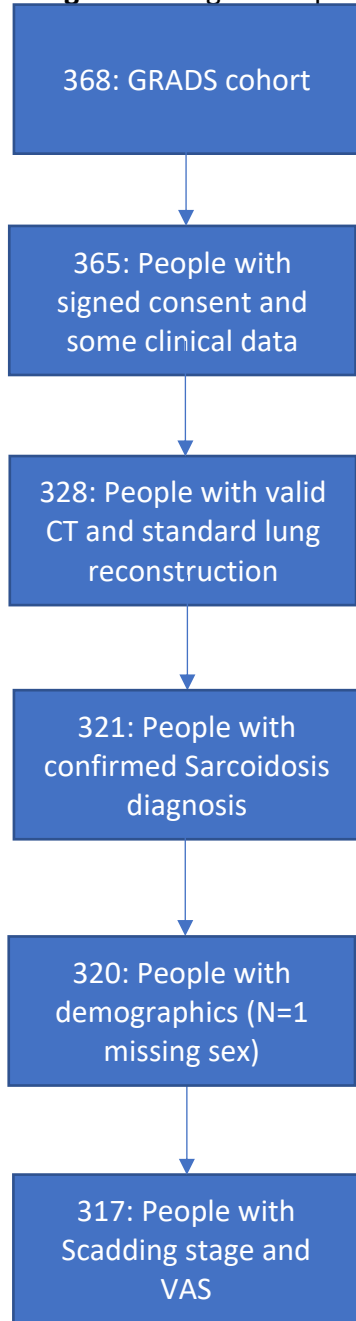 368: GRADS cohort
365: People with
signed consent and
some clinical data
328: People with valid
CT and standard lung
reconstruction
321: People with
confirmed Sarcoidosis
diagnosis
320: People with
demographics (N=1
missing sex)
317: People with
Scadding stage and
VAS